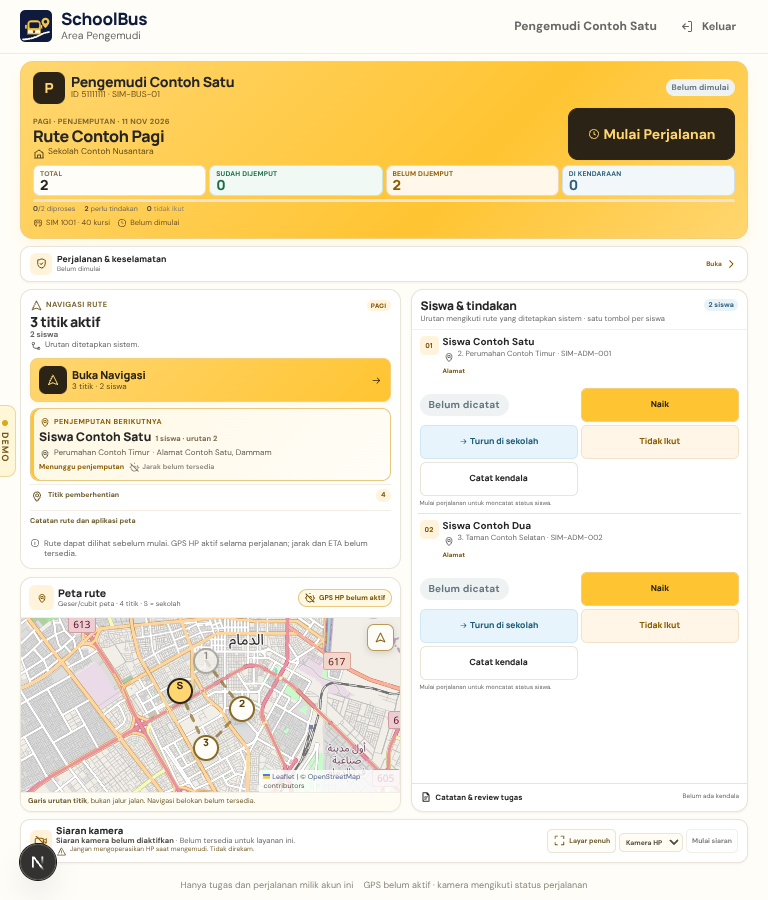 SchoolBus
Area Pengemudi
Pengemudi Contoh Satu
Keluar
P
Pengemudi Contoh Satu
ID 51111111 · SIM-BUS-01
Belum dimulai
PAGI · PENJEMPUTAN · 11 NOV 2026
Rute Contoh Pagi
Sekolah Contoh Nusantara
Mulai Perjalanan
TOTAL
2
SUDAH DIJEMPUT
0
BELUM DIJEMPUT
2
DI KENDARAAN
0
0/2 diproses 2 perlu tindakan 0 tidak ikut
SIM 1001 · 40 kursi Belum dimulai
Perjalanan & keselamatan
Belum dimulai
Buka
NAVIGASI RUTE
PAGI
3 titik aktif
2 siswa
Urutan ditetapkan sistem.
Buka Navigasi
3 titik · 2 siswa
→
PENJEMPUTAN BERIKUTNYA
Siswa Contoh Satu 1 siswa · urutan 2
Perumahan Contoh Timur · Alamat Contoh Satu, Dammam
Menunggu penjemputan Jarak belum tersedia
Titik pemberhentian
4
Catatan rute dan aplikasi peta
Rute dapat dilihat sebelum mulai. GPS HP aktif selama perjalanan; jarak dan ETA belum
tersedia.
DEMO
Peta rute
Geser/cubit peta · 4 titik · S = sekolah
GPS HP belum aktif
613
الدمام
617
1
S
2
3
6
أول مدينة
صناعية
605
Leaflet | © OpenStreetMap
contributors
Garis urutan titik, bukan jalur jalan. Navigasi belokan belum tersedia.
Siswa & tindakan
2 siswa
Urutan mengikuti rute yang ditetapkan sistem · satu tombol per siswa
01
Siswa Contoh Satu
2. Perumahan Contoh Timur · SIM-ADM-001
Alamat
Belum dicatat
Naik
→ Turun di sekolah
Tidak Ikut
Catat kendala
Mulai perjalanan untuk mencatat status siswa.
02
Siswa Contoh Dua
3. Taman Contoh Selatan · SIM-ADM-002
Alamat
Belum dicatat
Naik
→ Turun di sekolah
Tidak Ikut
Catat kendala
Mulai perjalanan untuk mencatat status siswa.
Catatan & review tugas
Belum ada kendala
Siaran kamera
Siaran kamera belum diaktifkan · Belum tersedia untuk layanan ini.
Jangan mengoperasikan HP saat mengemudi. Tidak direkam.
Layar penuh
Kamera HP
Mulai siaran
N
Hanya tugas dan perjalanan milik akun ini GPS belum aktif · kamera mengikuti status perjalanan